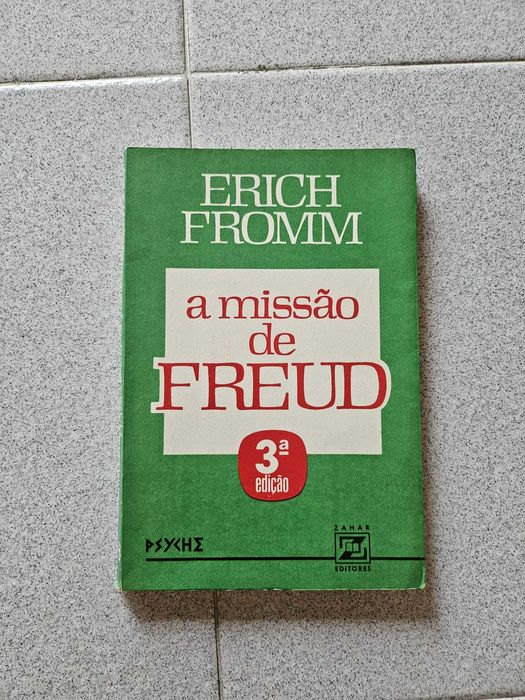 ERICH
FROMM
a missão
de
FREUD
3ª
edição
PSYCHE
ZAHAR
EDITORES